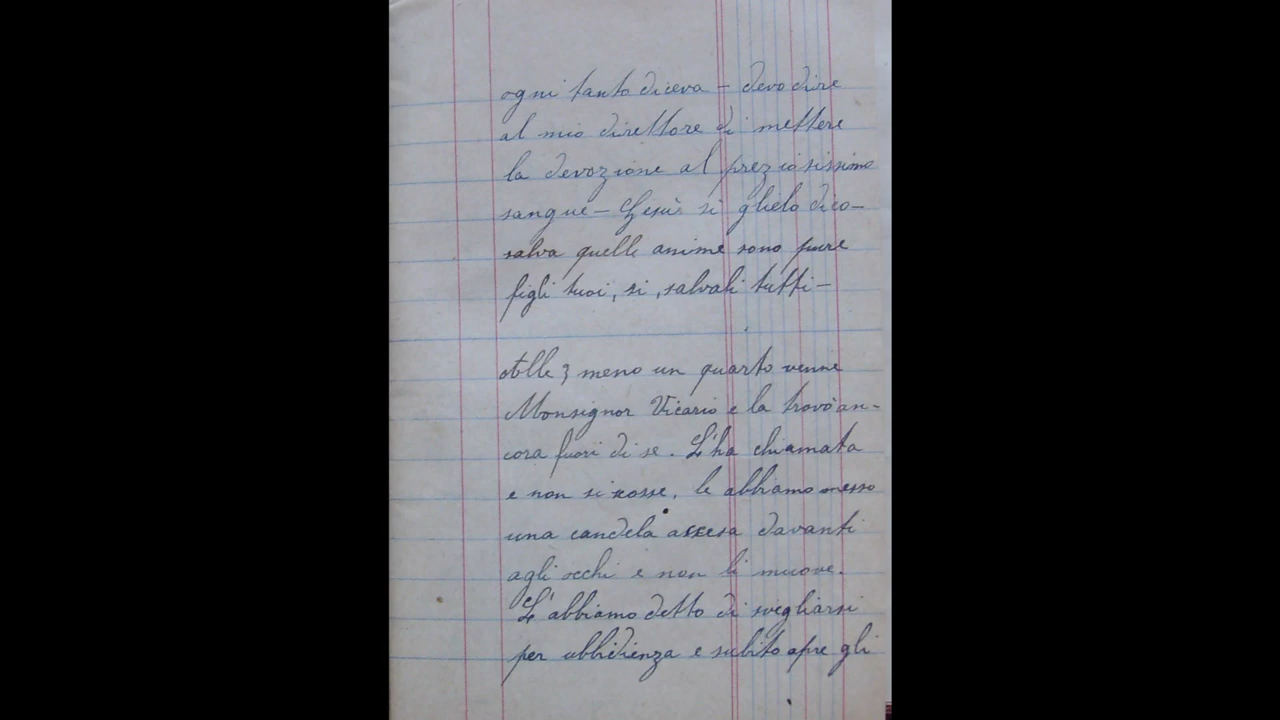 ogni tanto diceva – devo dire
al mio direttore di mettere
la devozione al preziosissimo
sangue – Gesù si glielo dico –
salva quelle anime sono pure
figli tuoi, si, salvali tutti –
Alle 3 meno un quarto venne
Monsignor Vicario e la trovò an-
cora fuori di se. L'ha chiamata
e non si scosse, le abbiamo messo
una candela accesa davanti
agli occhi e non li muove.
L'abbiamo detto di svegliarsi
per ubbidienza e subito apre gli